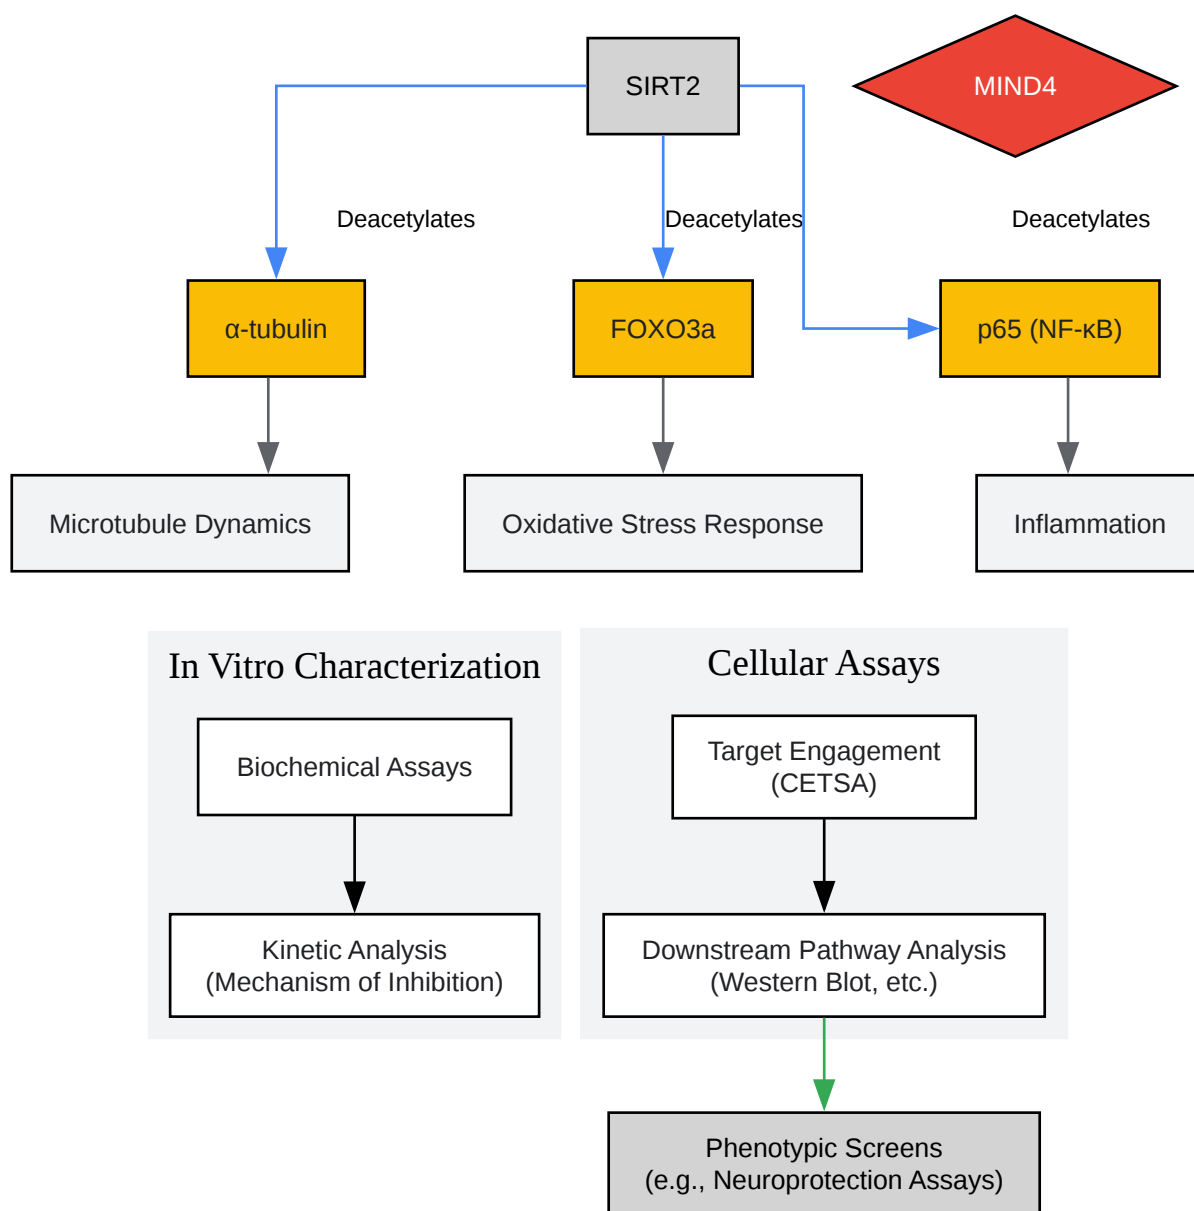 SIRT2
MIND4
Deacetylates
Deacetylates
Deacetylates
α-tubulin
FOXO3a
p65 (NF-κB)
Microtubule Dynamics
Oxidative Stress Response
Inflammation
In Vitro Characterization
Biochemical Assays
Kinetic Analysis
(Mechanism of Inhibition)
Cellular Assays
Target Engagement
(CETSA)
Downstream Pathway Analysis
(Western Blot, etc.)
Phenotypic Screens
(e.g., Neuroprotection Assays)